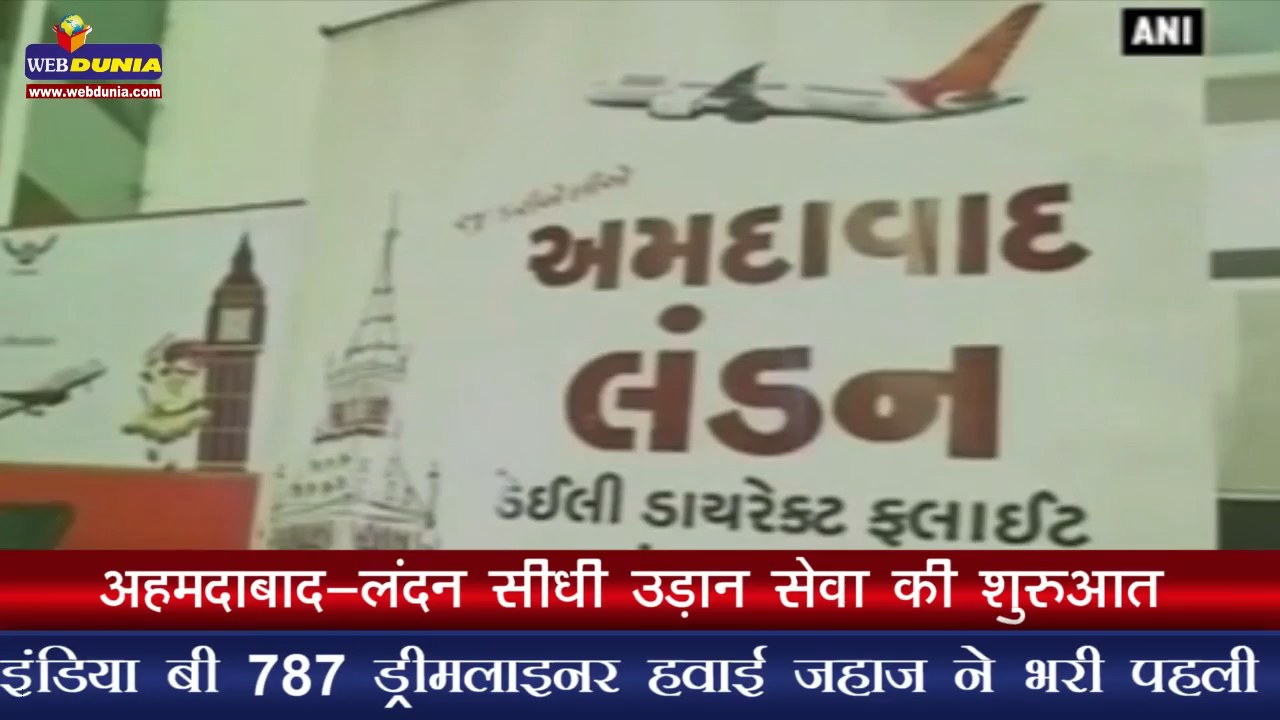 WEBDUNIA
www.webdunia.com
ANI
અમદાવાદ
લંડન
ડેઈલી ડાયરેક્ટ ફ્લાઈટ
अहमदाबाद-लंदन सीधी उड़ान सेवा की शुरुआत
इंडिया बी 787 ड्रीमलाइनर हवाई जहाज ने भरी पहली